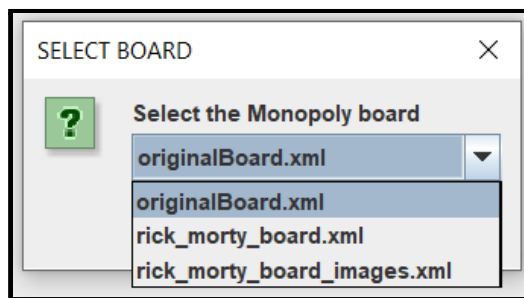 SELECT BOARD
?
Select the Monopoly board
originalBoard.xml
originalBoard.xml
rick_morty_board.xml
rick_morty_board_images.xml